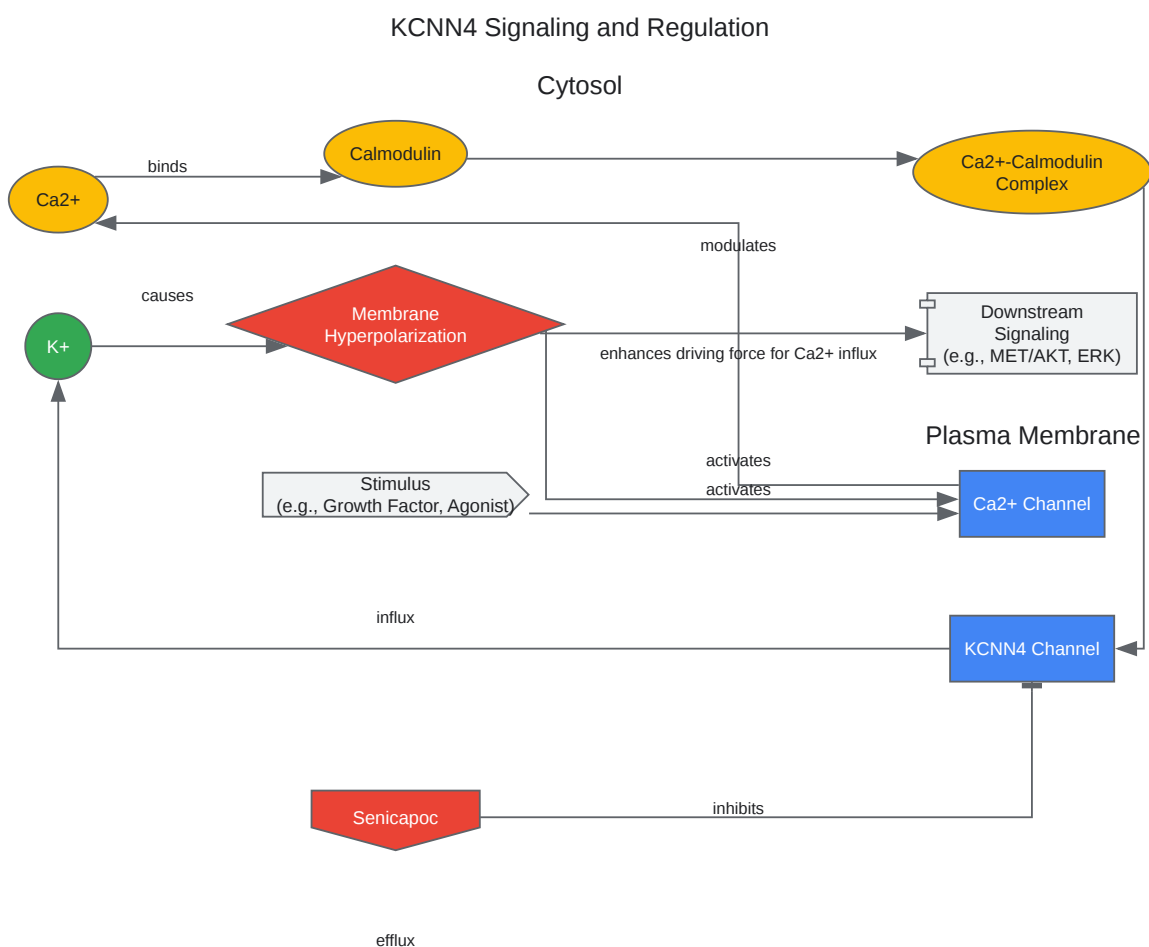 KCNN4 Signaling and Regulation
Cytosol
Calmodulin
Ca2+-Calmodulin
Complex
binds
Ca2+
modulates
causes
Membrane
Hyperpolarization
Downstream
Signaling
(e.g., MET/AKT, ERK)
K+
enhances driving force for Ca2+ influx
Plasma Membrane
activates
Stimulus
(e.g., Growth Factor, Agonist)
activates
Ca2+ Channel
influx
KCNN4 Channel
Senicapoc
inhibits
efflux